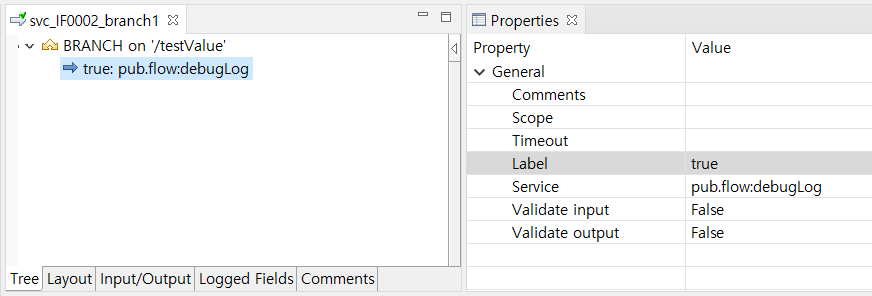 svc_IF0002_branch1
BRANCH on '/testValue'
true: pub.flow:debugLog
Tree Layout Input/Output Logged Fields Comments
Properties
Property Value
General
Comments
Scope
Timeout
Label true
Service pub.flow:debugLog
Validate input False
Validate output False